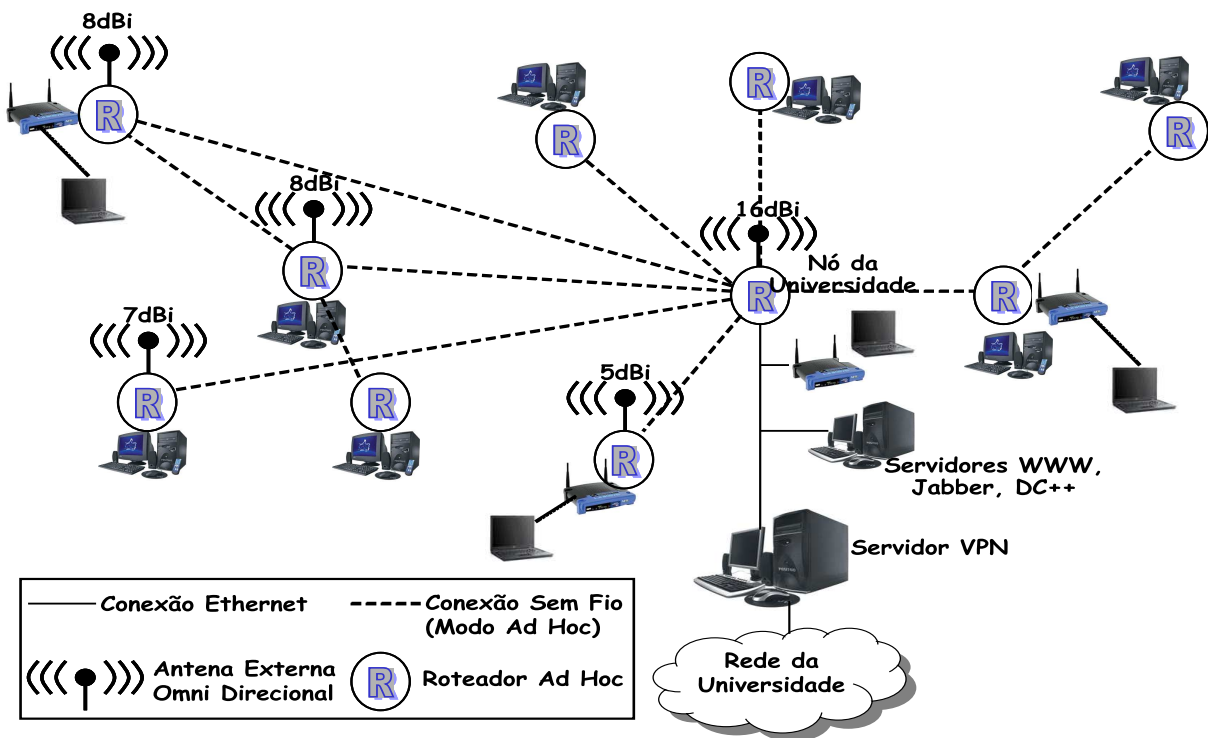 8dBi
R
R
R
R
8dBi
R
16dBi
R
Nó da
Universidade
R
7dBi
R
R
5dBi
R
Servidores WWW,
Jabber, DC++
Servidor VPN
Conexão Ethernet
Conexão Sem Fio
(Modo Ad Hoc)
Antena Externa
Omni Direcional
R
Roteador Ad Hoc
Rede da
Universidade